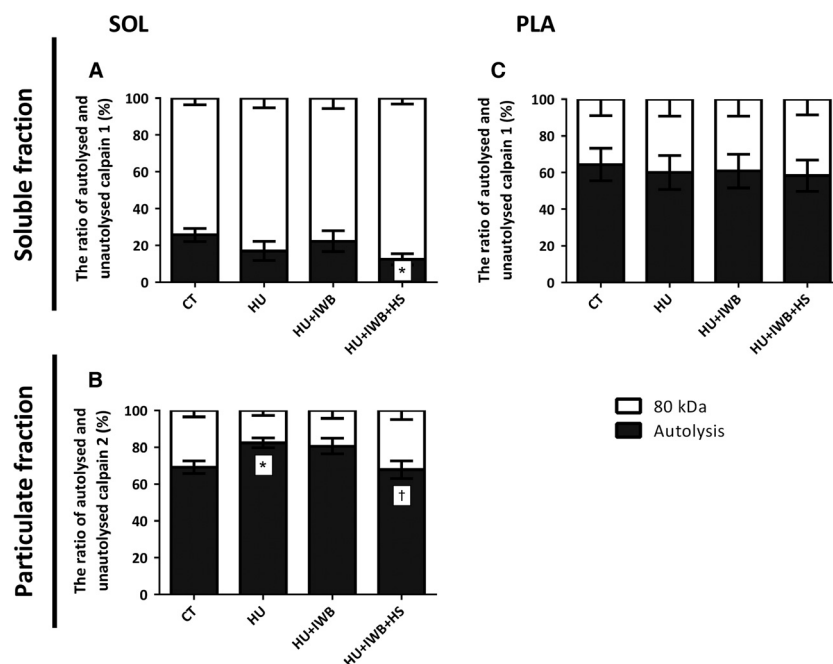 SOL
PLA
Soluble fraction
A
The ratio of autolysed and
unautolysed calpain 1 (%)
100
80
60
40
20
0
*
CT
HU
HU+IWB
HU+IWB+HS
C
The ratio of autolysed and
unautolysed calpain 1 (%)
100
80
60
40
20
0
CT
HU
HU+IWB
HU+IWB+HS
Particulate fraction
B
The ratio of autolysed and
unautolysed calpain 2 (%)
100
80
60
40
20
0
*
†
CT
HU
HU+IWB
HU+IWB+HS
80 kDa
Autolysis